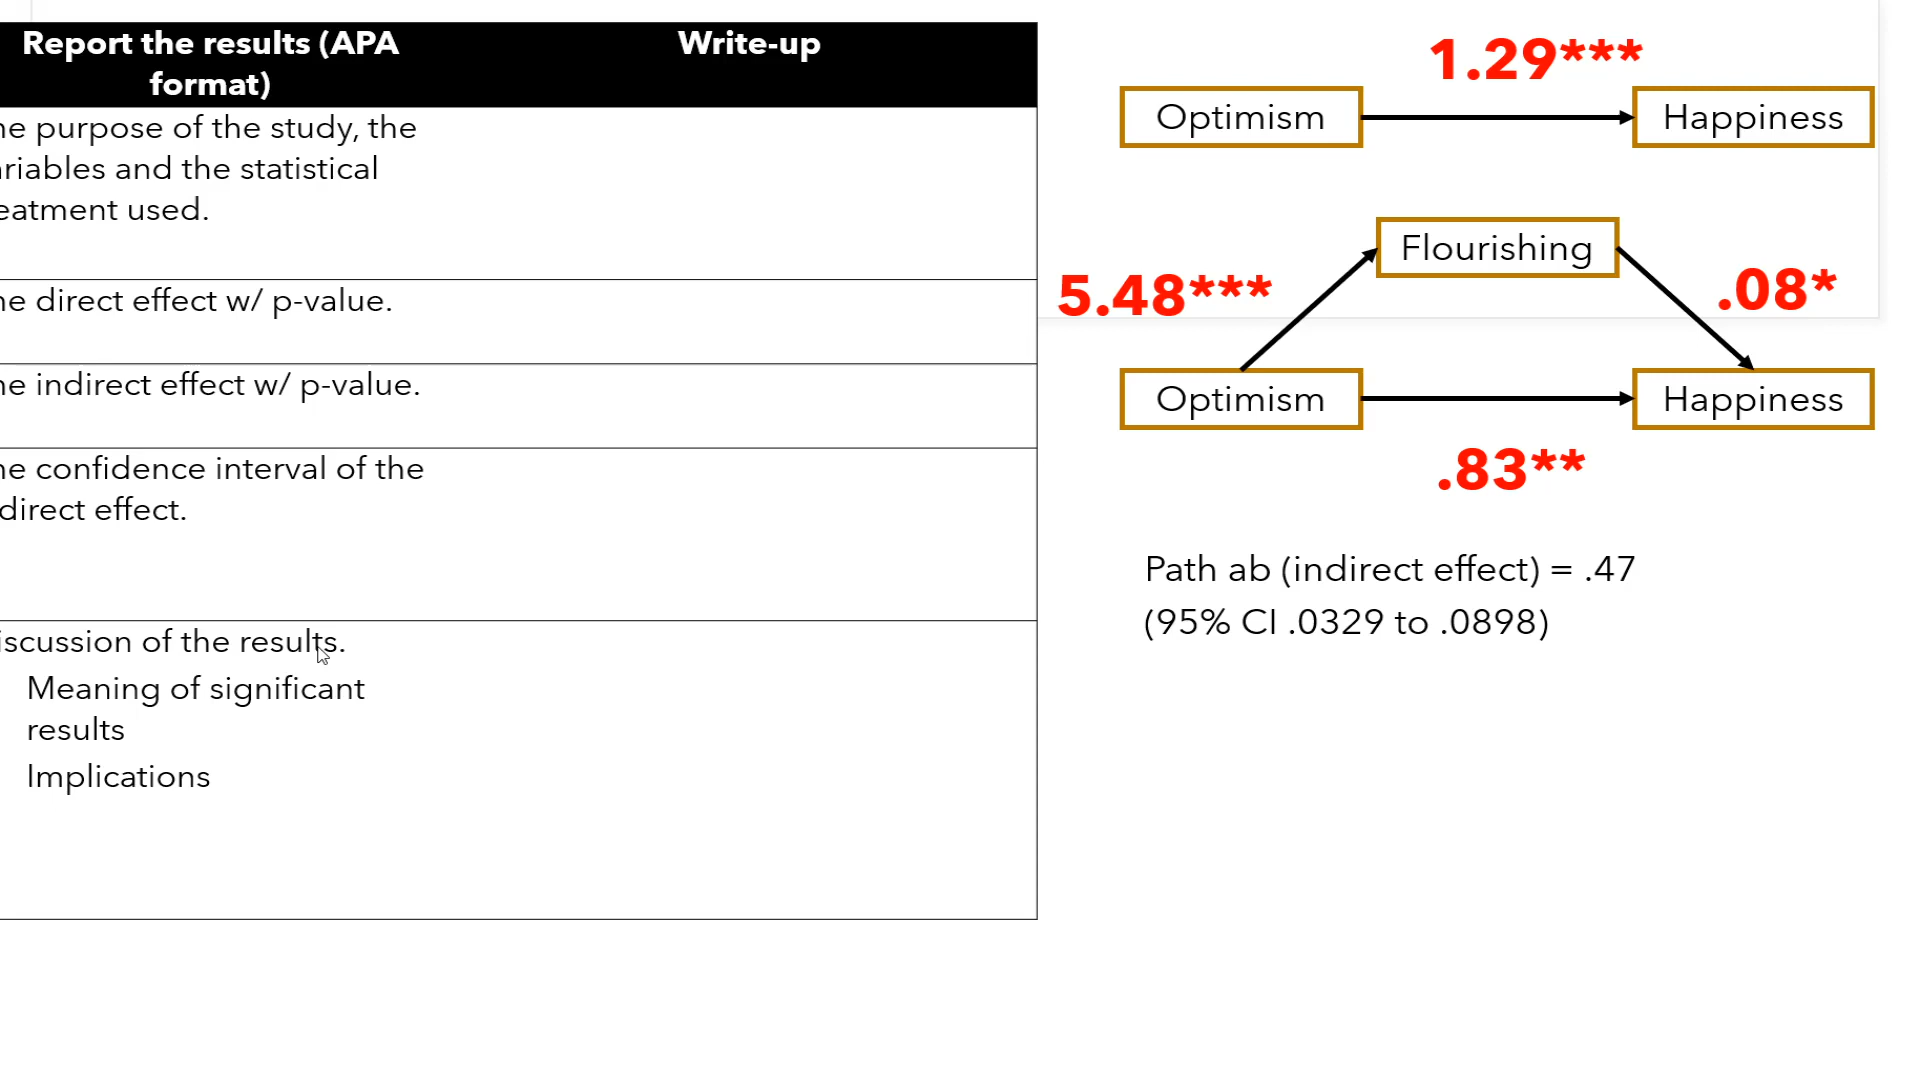 Report the results (APA
format)
Write-up
he purpose of the study, the
riables and the statistical
eatment used.
he direct effect w/ p-value.
he indirect effect w/ p-value.
he confidence interval of the
direct effect.
iscussion of the results.
Meaning of significant
results
Implications
1.29***
Optimism
Happiness
Flourishing
5.48***
.08*
Optimism
Happiness
.83**
Path ab (indirect effect) = .47
(95% CI .0329 to .0898)